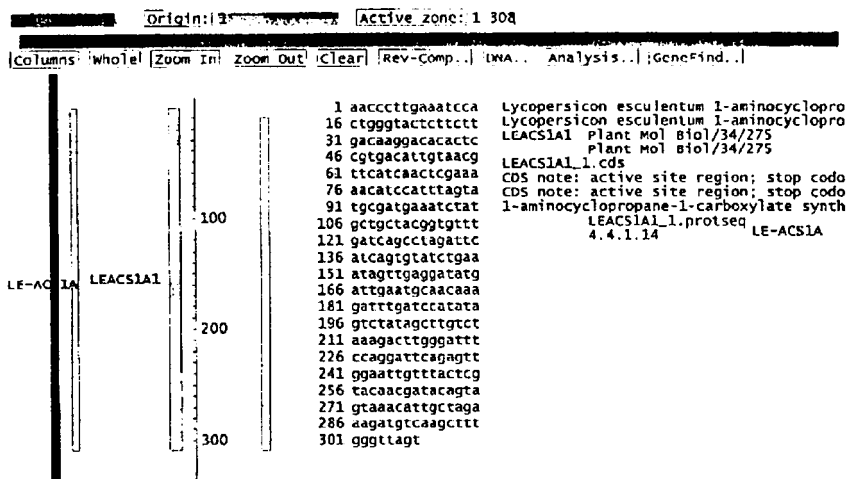 Origin: Active zone: 1 308
Columns Whole Zoom In Zoom Out Clear Rev-Comp.. DNA.. Analysis.. GeneFind..
1 aacccttgaaatcca Lycopersicon esculentum 1-aminocyclopro
16 ctgggtactcttctt Lycopersicon esculentum 1-aminocyclopro
31 gacaaggacacactc LEACS1A1 Plant Mol Biol/34/275
46 cgtgacattgtaacg Plant Mol Biol/34/275
61 ttcatcaactcgaaa LEACS1A1_1.cds
76 aacatccatttagta CDS note: active site region; stop codo
91 tgcgatgaaatctat CDS note: active site region; stop codo
100 106 gctgctacggtgttt 1-aminocyclopropane-1-carboxylate synth
121 gatcagcctagattc LEACS1A1_1.protseq
136 atcagtgtatctgaa 4.4.1.14 LE-ACS1A
151 atagttgaggatatg
LEACS1A1
166 attgaatgcaacaaa
181 gatttgatccatata
196 gtctatagcttgtct
200
211 aaagacttgggattt
226 ccaggattcagagtt
241 ggaattgtttactcg
256 tacaacgatacagta
271 gtaaacattgctaga
286 aagatgtcaagcttt
300 301 gggttagt